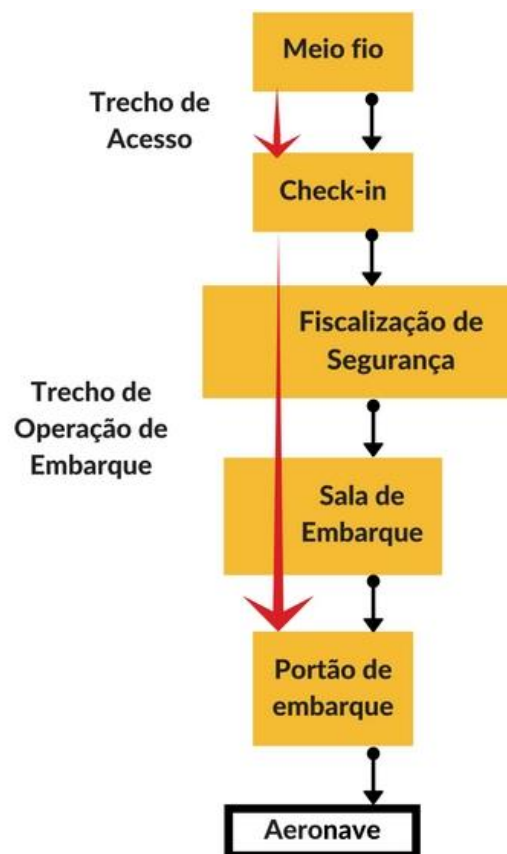 Meio fio
Trecho de
Acesso
Check-in
Fiscalização de
Segurança
Trecho de
Operação de
Embarque
Sala de
Embarque
Portão de
embarque
Aeronave